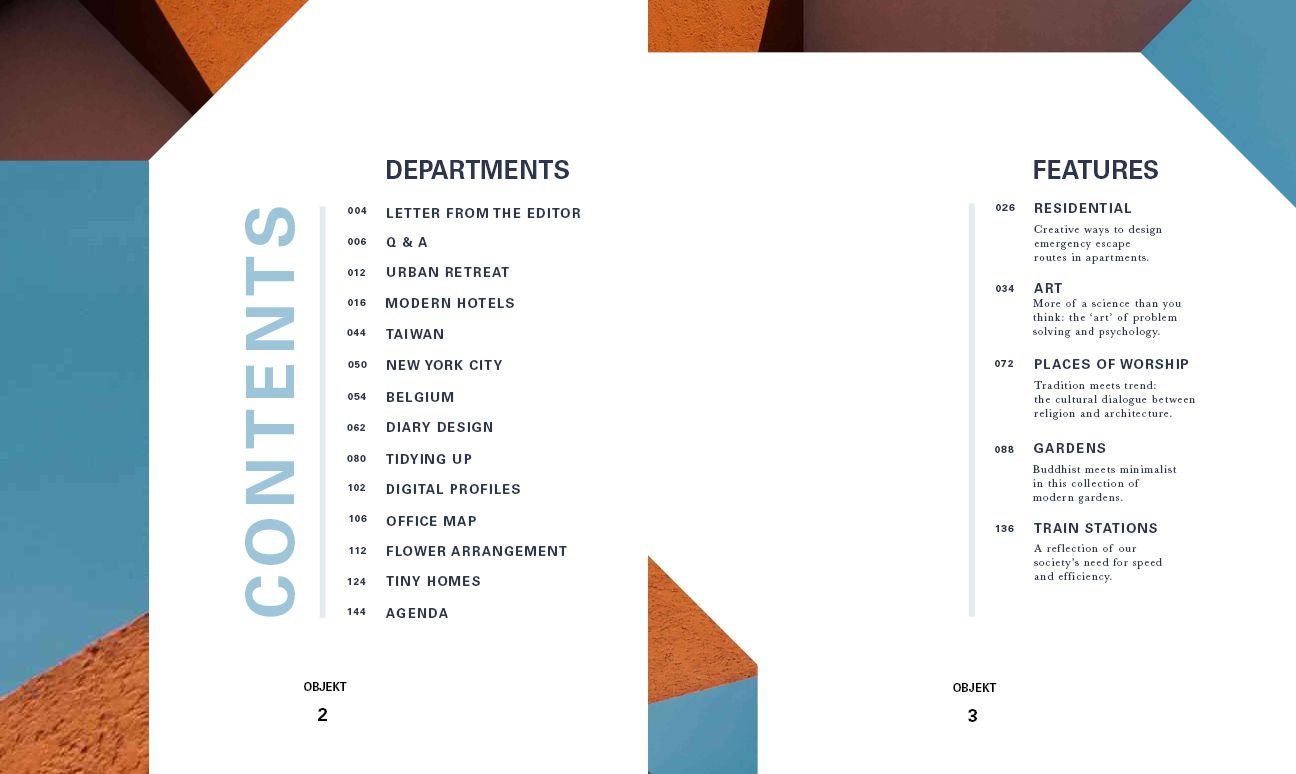 CONTENTS
DEPARTMENTS
004 LETTER FROM THE EDITOR
006 Q & A
012 URBAN RETREAT
016 MODERN HOTELS
044 TAIWAN
050 NEW YORK CITY
054 BELGIUM
062 DIARY DESIGN
080 TIDYING UP
102 DIGITAL PROFILES
106 OFFICE MAP
112 FLOWER ARRANGEMENT
124 TINY HOMES
144 AGENDA
OBJEKT
2
FEATURES
026 RESIDENTIAL
Creative ways to design
emergency escape
routes in apartments.
034 ART
More of a science than you
think: the ‘art’ of problem
solving and psychology.
072 PLACES OF WORSHIP
Tradition meets trend:
the cultural dialogue between
religion and architecture.
088 GARDENS
Buddhist meets minimalist
in this collection of
modern gardens.
136 TRAIN STATIONS
A reflection of our
society’s need for speed
and efficiency.
OBJEKT
3